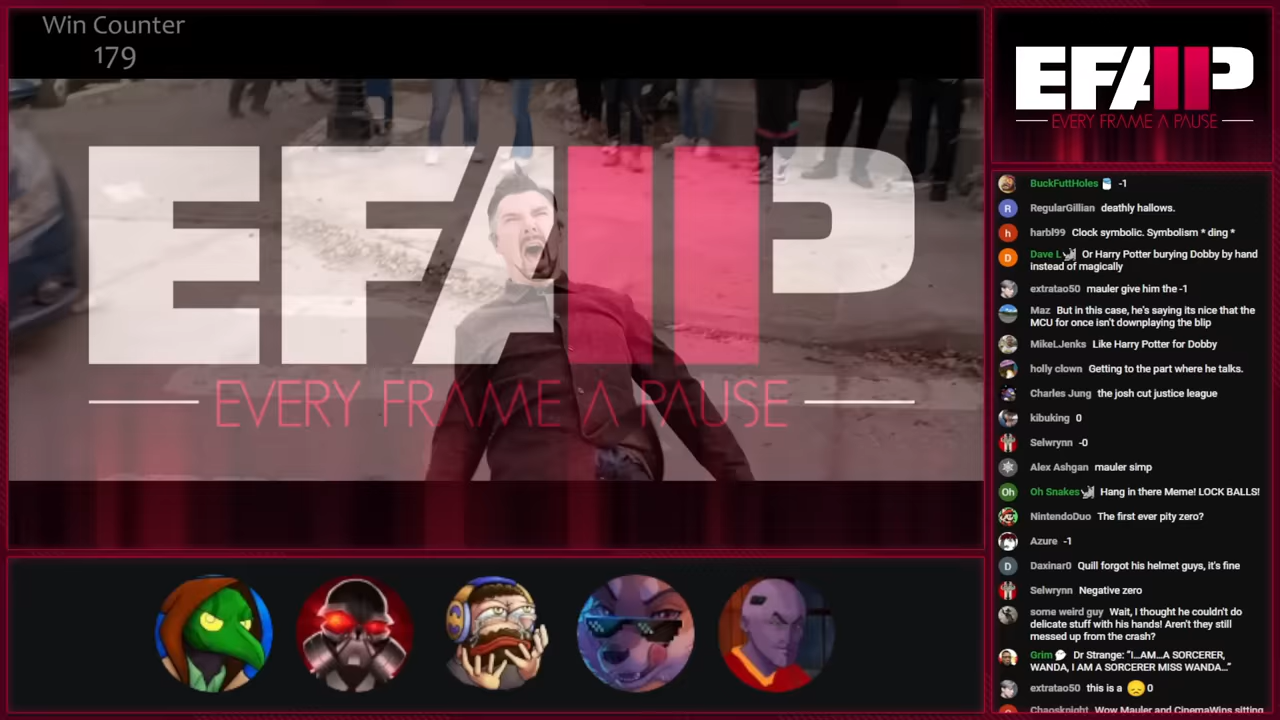 Win Counter
179
EFAP
EVERY FRAME A PAUSE
EFAP
EVERY FRAME A PAUSE
BuckFuttHoles -1
R RegularGillian deathly hallows.
h harbl99 Clock symbolic. Symbolism * ding *
D Dave L Or Harry Potter burying Dobby by hand
instead of magically
extratao50 mauler give him the -1
Maz But in this case, he's saying its nice that the
MCU for once isn't downplaying the blip
MikeLJenks Like Harry Potter for Dobby
holly clown Getting to the part where he talks.
Charles Jung the josh cut justice league
kibuking 0
Selwrynn -0
Alex Ashgan mauler simp
Oh Oh Snakes Hang in there Meme! LOCK BALLS!
NintendoDuo The first ever pity zero?
Azure -1
D Daxinar0 Quill forgot his helmet guys, it's fine
Selwrynn Negative zero
some weird guy Wait, I thought he couldn't do
delicate stuff with his hands! Aren't they still
messed up from the crash?
Grim Dr Strange: “I...AM...A SORCERER,
WANDA, I AM A SORCERER MISS WANDA...”
extratao50 this is a 😞0
Chaosknight Wow Mauler and CinemaWins sitting